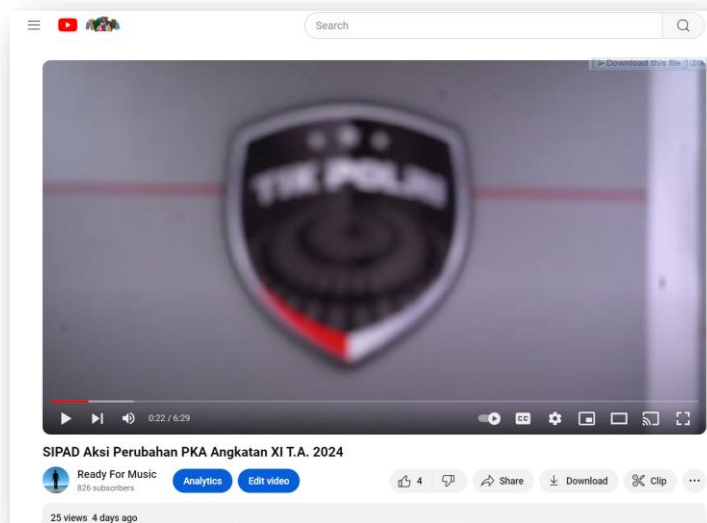 Search
Download this file
TIK POLRI
0:22 / 6:29
CC
SIPAD Aksi Perubahan PKA Angkatan XI T.A. 2024
Ready For Music
826 subscribers
Analytics
Edit video
4
Share
Download
Clip
25 views 4 days ago